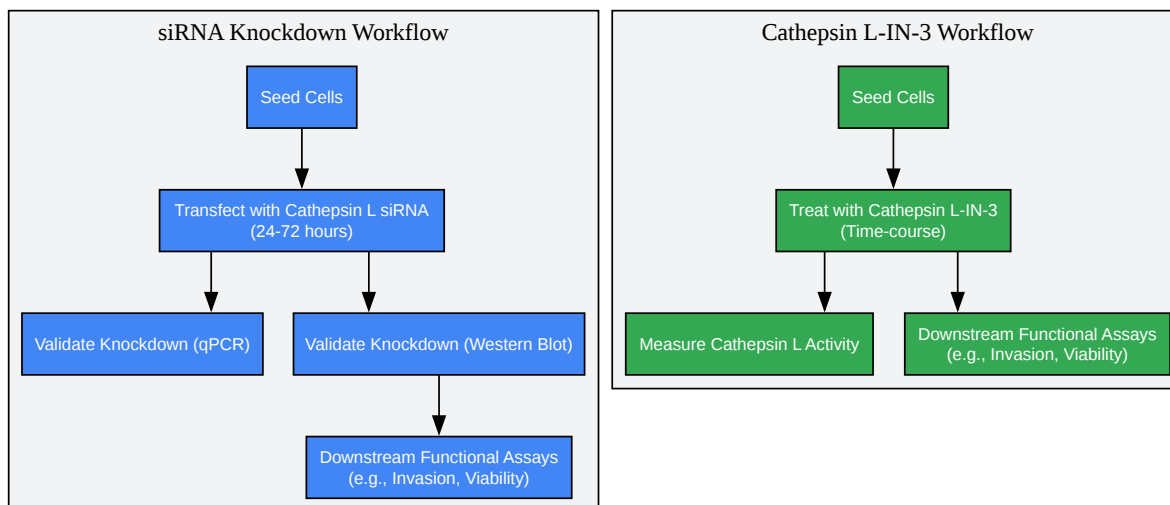 siRNA Knockdown Workflow
Seed Cells
Transfect with Cathepsin L siRNA
(24-72 hours)
Validate Knockdown (qPCR)
Validate Knockdown (Western Blot)
Downstream Functional Assays
(e.g., Invasion, Viability)
Cathepsin L-IN-3 Workflow
Seed Cells
Treat with Cathepsin L-IN-3
(Time-course)
Measure Cathepsin L Activity
Downstream Functional Assays
(e.g., Invasion, Viability)